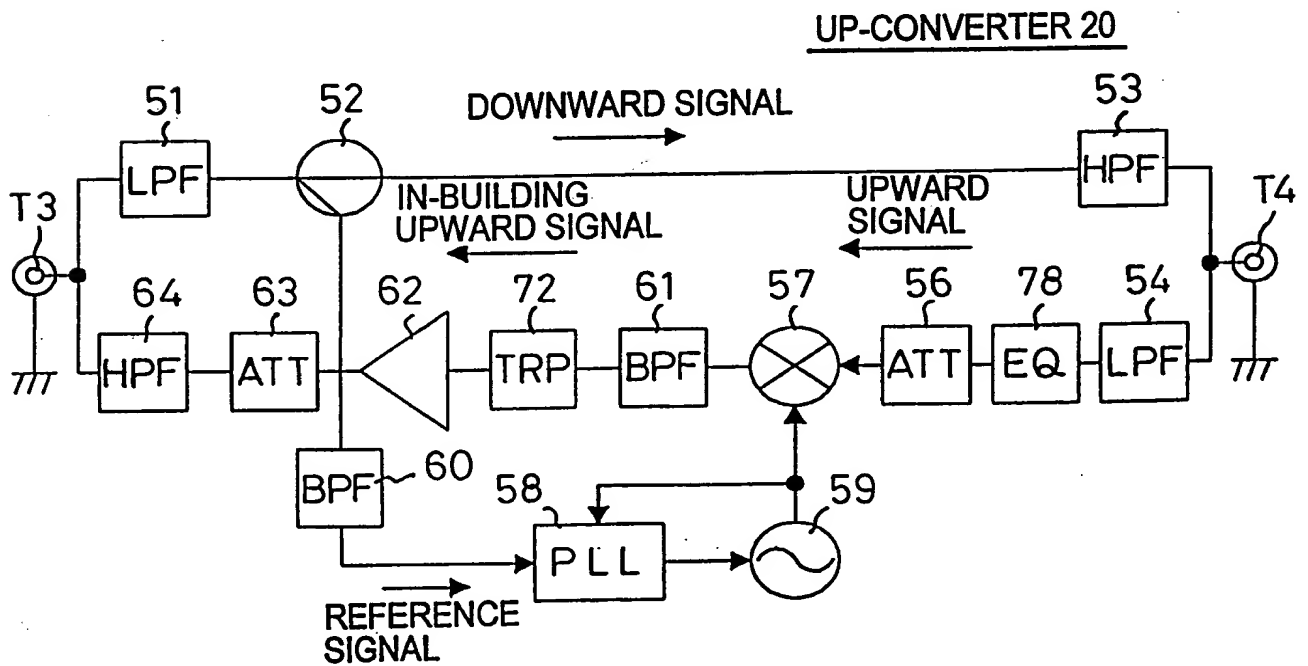 UP-CONVERTER 20
51
52
DOWNWARD SIGNAL
53
LPF
HPF
T3
IN-BUILDING
UPWARD SIGNAL
UPWARD
SIGNAL
T4
64
63
62
72
61
57
56
78
54
HPF
ATT
TRP
BPF
ATT
EQ
LPF
BPF
60
58
59
PLL
REFERENCE
SIGNAL